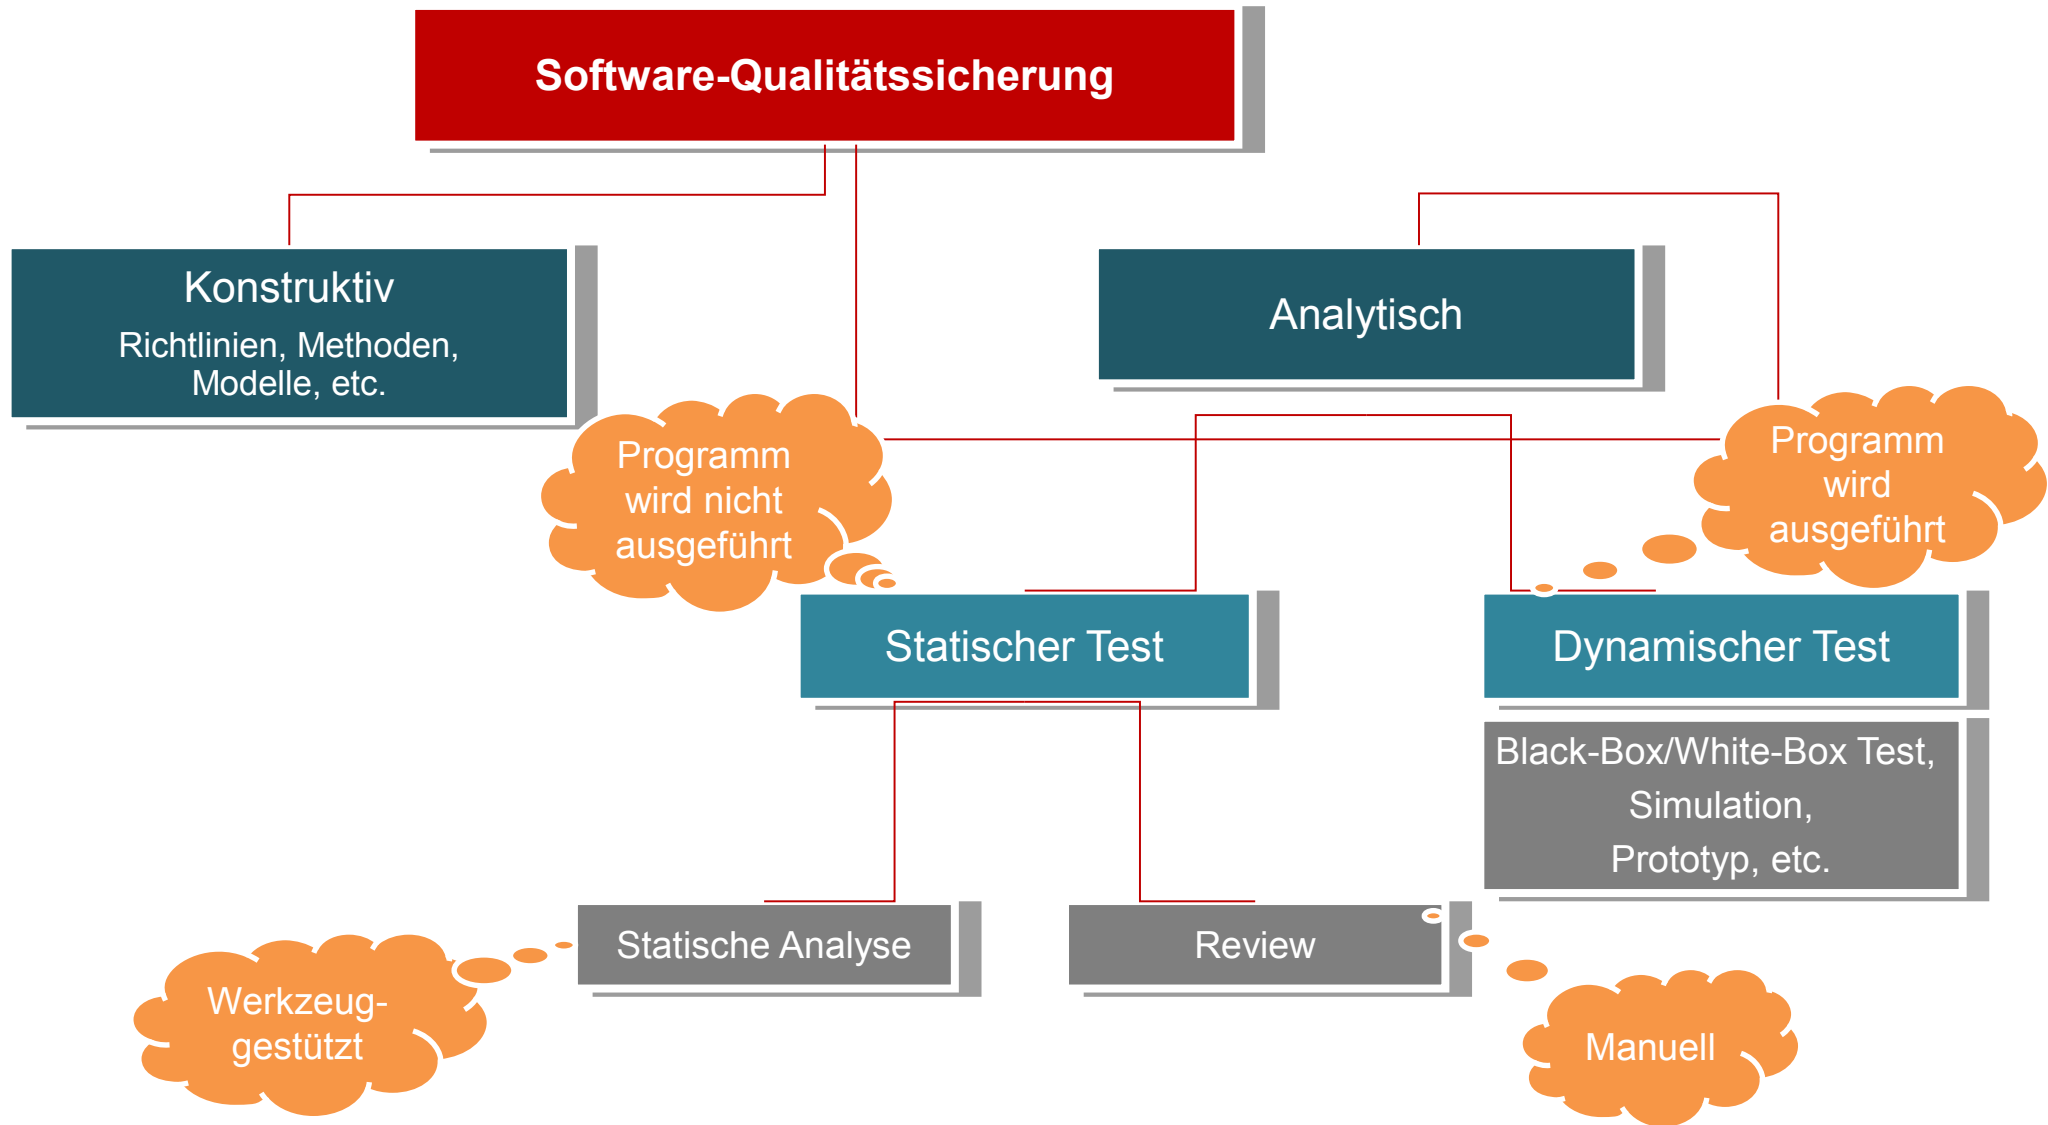 Software-Qualitätssicherung
Konstruktiv
Richtlinien, Methoden,
Modelle, etc.
Analytisch
Programm
wird nicht
ausgeführt
Programm
wird
ausgeführt
Statischer Test
Dynamischer Test
Black-Box/White-Box Test,
Simulation,
Prototyp, etc.
Statische Analyse
Review
Werkzeug-
gestützt
Manuell